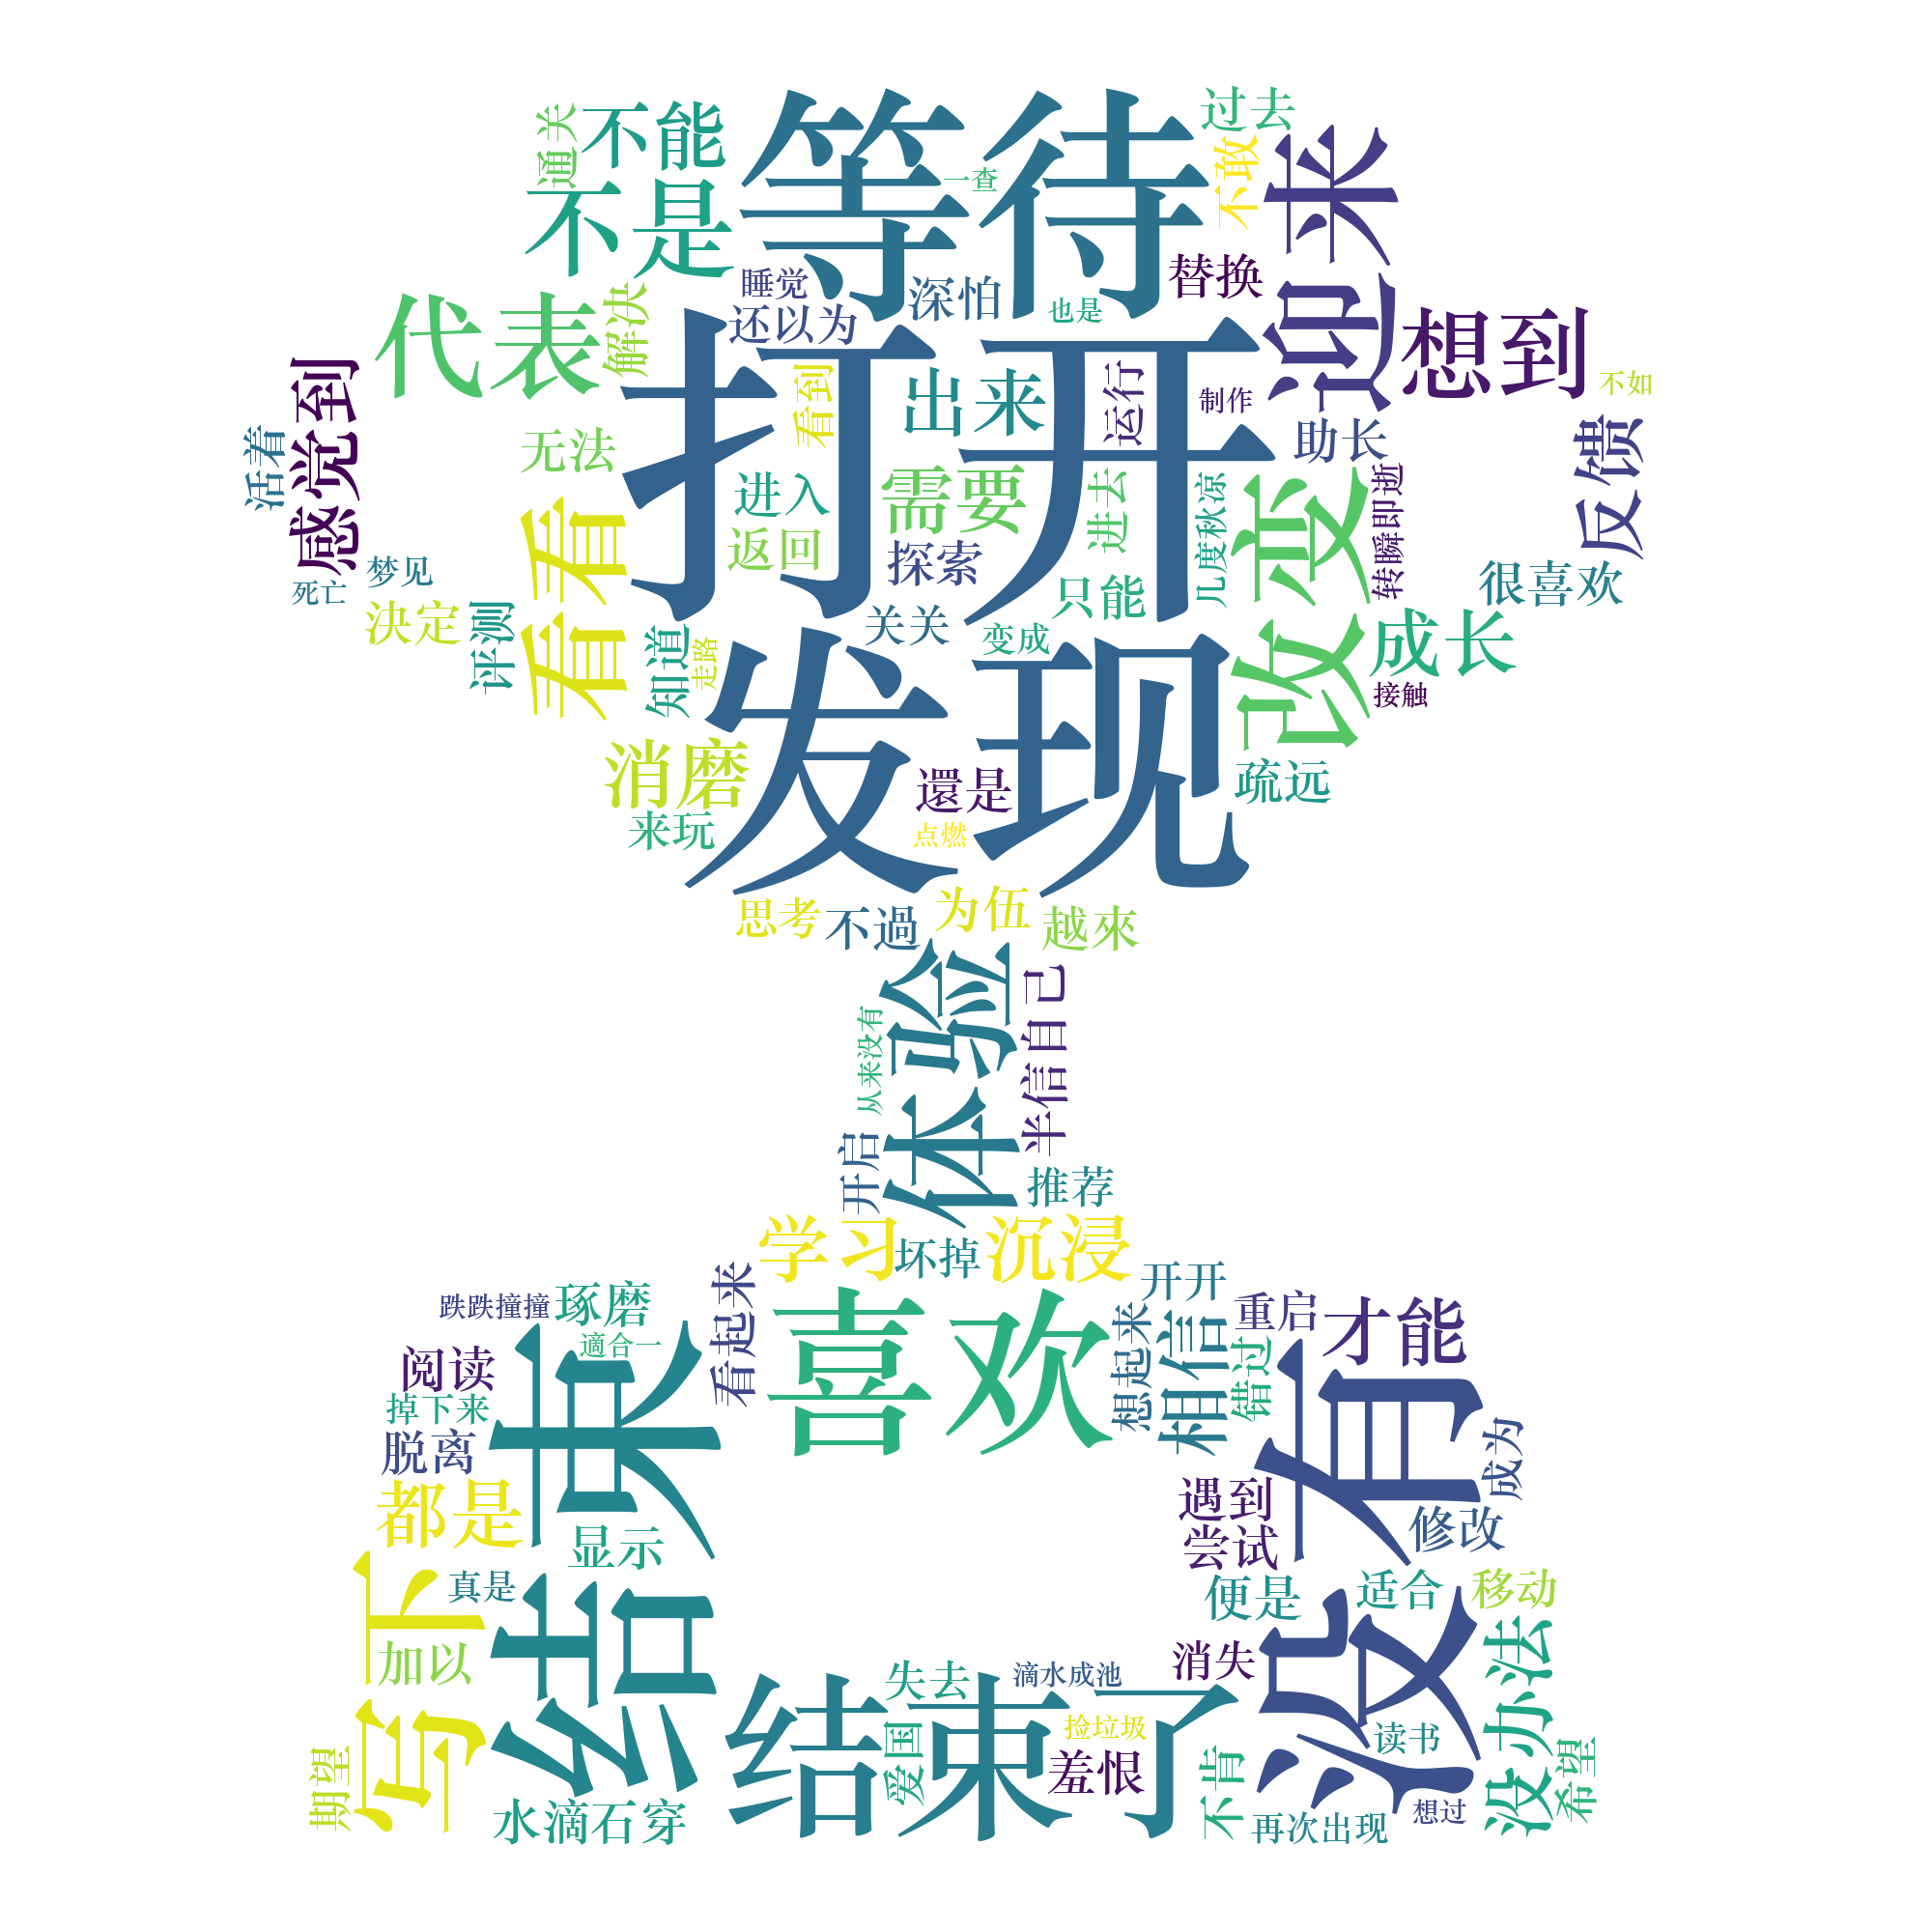 通关
不能
等待
过去
不敢
迎来
不是
一查
睡觉
深怕
也是
替换
还以为
代表
解决
打开
想到
不如
感觉到
看到
出来
运行
制作
助长
反馈
活着
无法
进入
需要
进去
几度秋凉
改变
转瞬即逝
看着
返回
探索
很喜欢
死亡
梦见
决定
评测
只能
关关
变成
成长
知道
走路
发现
接触
消磨
還是
疏远
来玩
点燃
思考
不過
为伍
越來
体验
半信自己
从来没有
开启
推荐
学习
坏掉
沉浸
看起来
开开
跌跌撞撞
琢磨
喜欢
想起来
相信
重启
才能
適合一
错过
阅读
结束
没有
掉下来
脱离
成为
都是
遇到
修改
显示
尝试
写下
真是
便是
适合
移动
加以
没办法
失去
滴水成池
消失
结束了
爱国
捡垃圾
读书
期望
羞恨
不肯
希望
水滴石穿
再次出现
想过